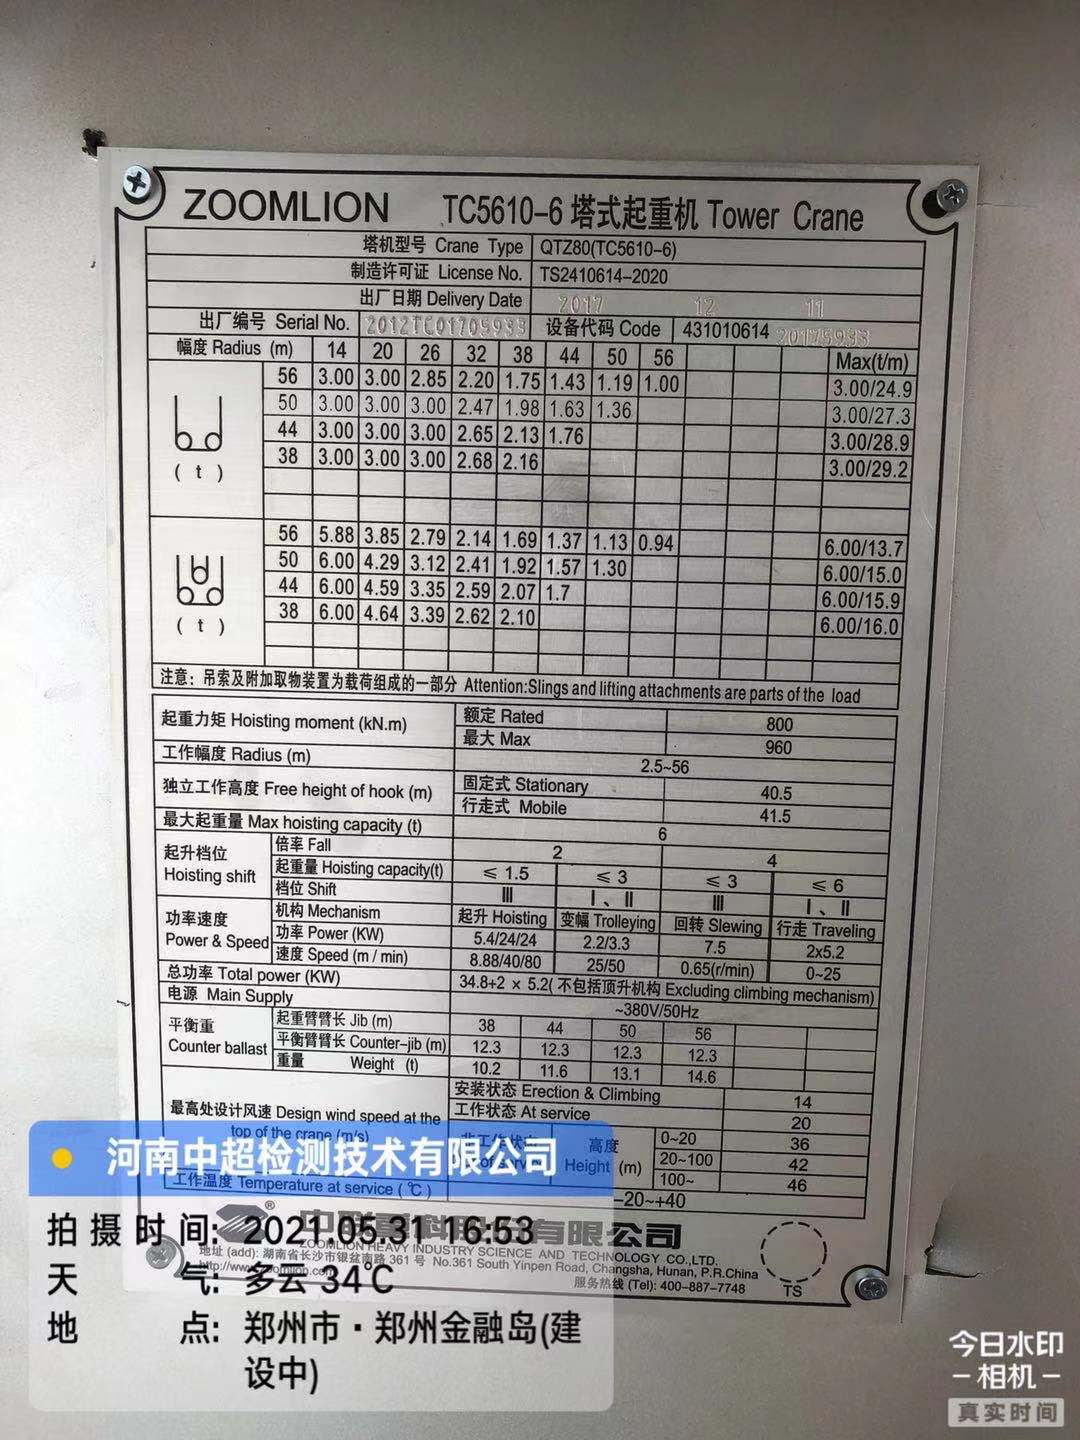 ZOOMLION TC5610-6 塔式起重机 Tower Crane
塔机型号 Crane Type QTZ80(TC5610-6)
制造许可证 License No. TS2410614-2020
出厂日期 Delivery Date 2017 12 11
出厂编号 Serial No. 2012TC01705933 设备代码 Code 431010614 20175933
幅度 Radius (m) 14 20 26 32 38 44 50 56 Max(t/m)
56 3.00 3.00 2.85 2.20 1.75 1.43 1.19 1.00 3.00/24.9
50 3.00 3.00 3.00 2.47 1.98 1.63 1.36 3.00/27.3
44 3.00 3.00 3.00 2.65 2.13 1.76 3.00/28.9
38 3.00 3.00 3.00 2.68 2.16 3.00/29.2
( t )
56 5.88 3.85 2.79 2.14 1.69 1.37 1.13 0.94 6.00/13.7
50 6.00 4.29 3.12 2.41 1.92 1.57 1.30 6.00/15.0
44 6.00 4.59 3.35 2.59 2.07 1.7 6.00/15.9
38 6.00 4.64 3.39 2.62 2.10 6.00/16.0
( t )
注意: 吊索及附加取物装置为载荷组成的一部分 Attention:Slings and lifting attachments are parts of the load
起重力矩 Hoisting moment (kN.m) 额定 Rated 800
最大 Max 960
工作幅度 Radius (m) 2.5~56
独立工作高度 Free height of hook (m) 固定式 Stationary 40.5
行走式 Mobile 41.5
最大起重量 Max hoisting capacity (t) 6
起升档位 Hoisting shift 倍率 Fall 2 4
起重量 Hoisting capacity(t) ≤ 1.5 ≤ 3 ≤ 3 ≤ 6
档位 Shift Ⅲ Ⅰ、Ⅱ Ⅲ Ⅰ、Ⅱ
功率速度 Power & Speed 机构 Mechanism 起升 Hoisting 变幅 Trolleying 回转 Slewing 行走 Traveling
功率 Power (KW) 5.4/24/24 2.2/3.3 7.5 2x5.2
速度 Speed (m / min) 8.88/40/80 25/50 0.65(r/min) 0~25
总功率 Total power (KW) 34.8+2 × 5.2( 不包括顶升机构 Excluding climbing mechanism)
电源 Main Supply ~380V/50Hz
平衡重 Counter ballast 起重臂臂长 Jib (m) 38 44 50 56
平衡臂臂长 Counter-jib (m) 12.3 12.3 12.3 12.3
重量 Weight (t) 10.2 11.6 13.1 14.6
最高处设计风速 Design wind speed at the top of the crane (m/s) 安装状态 Erection & Climbing 14
工作状态 At service 20
高度 Height (m) 0~20 36
20~100 42
100~ 46
工作温度 Temperature at service ( ℃ ) -20~+40
中联重科股份有限公司
ZOOMLION HEAVY INDUSTRY SCIENCE AND TECHNOLOGY CO.,LTD.
地址 (add): 湖南省长沙市银盆南路 361 号 No.361 South Yinpen Road, Changsha, Hunan, P.R.China
http://www.zoomlion.com 服务热线 (Tel): 400-887-7748
TS
河南中超检测技术有限公司
拍摄时间: 2021.05.31 16:53
天气: 多云 34℃
地点: 郑州市·郑州金融岛(建
设中)
今日水印
相机
真实时间